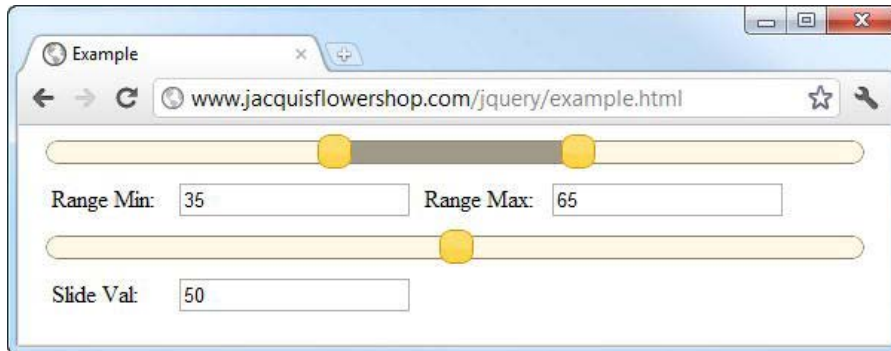 Example
www.jacquisflowershop.com/jquery/example.html
Range Min: 35 Range Max: 65
Slide Val: 50